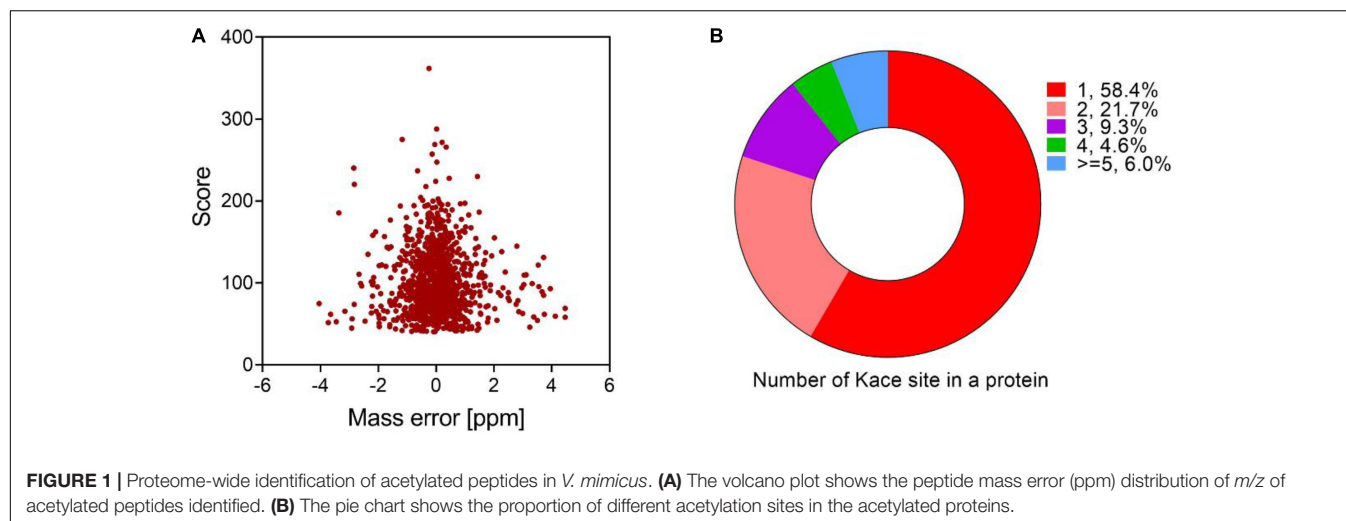 A
400
300
200
100
0
Score
-6 -4 -2 0 2 4 6
Mass error [ppm]
B
1, 58.4%
2, 21.7%
3, 9.3%
4, 4.6%
>=5, 6.0%
Number of Kace site in a protein
FIGURE 1 | Proteome-wide identification of acetylated peptides in V. mimicus. (A) The volcano plot shows the peptide mass error (ppm) distribution of m/z of
acetylated peptides identified. (B) The pie chart shows the proportion of different acetylation sites in the acetylated proteins.